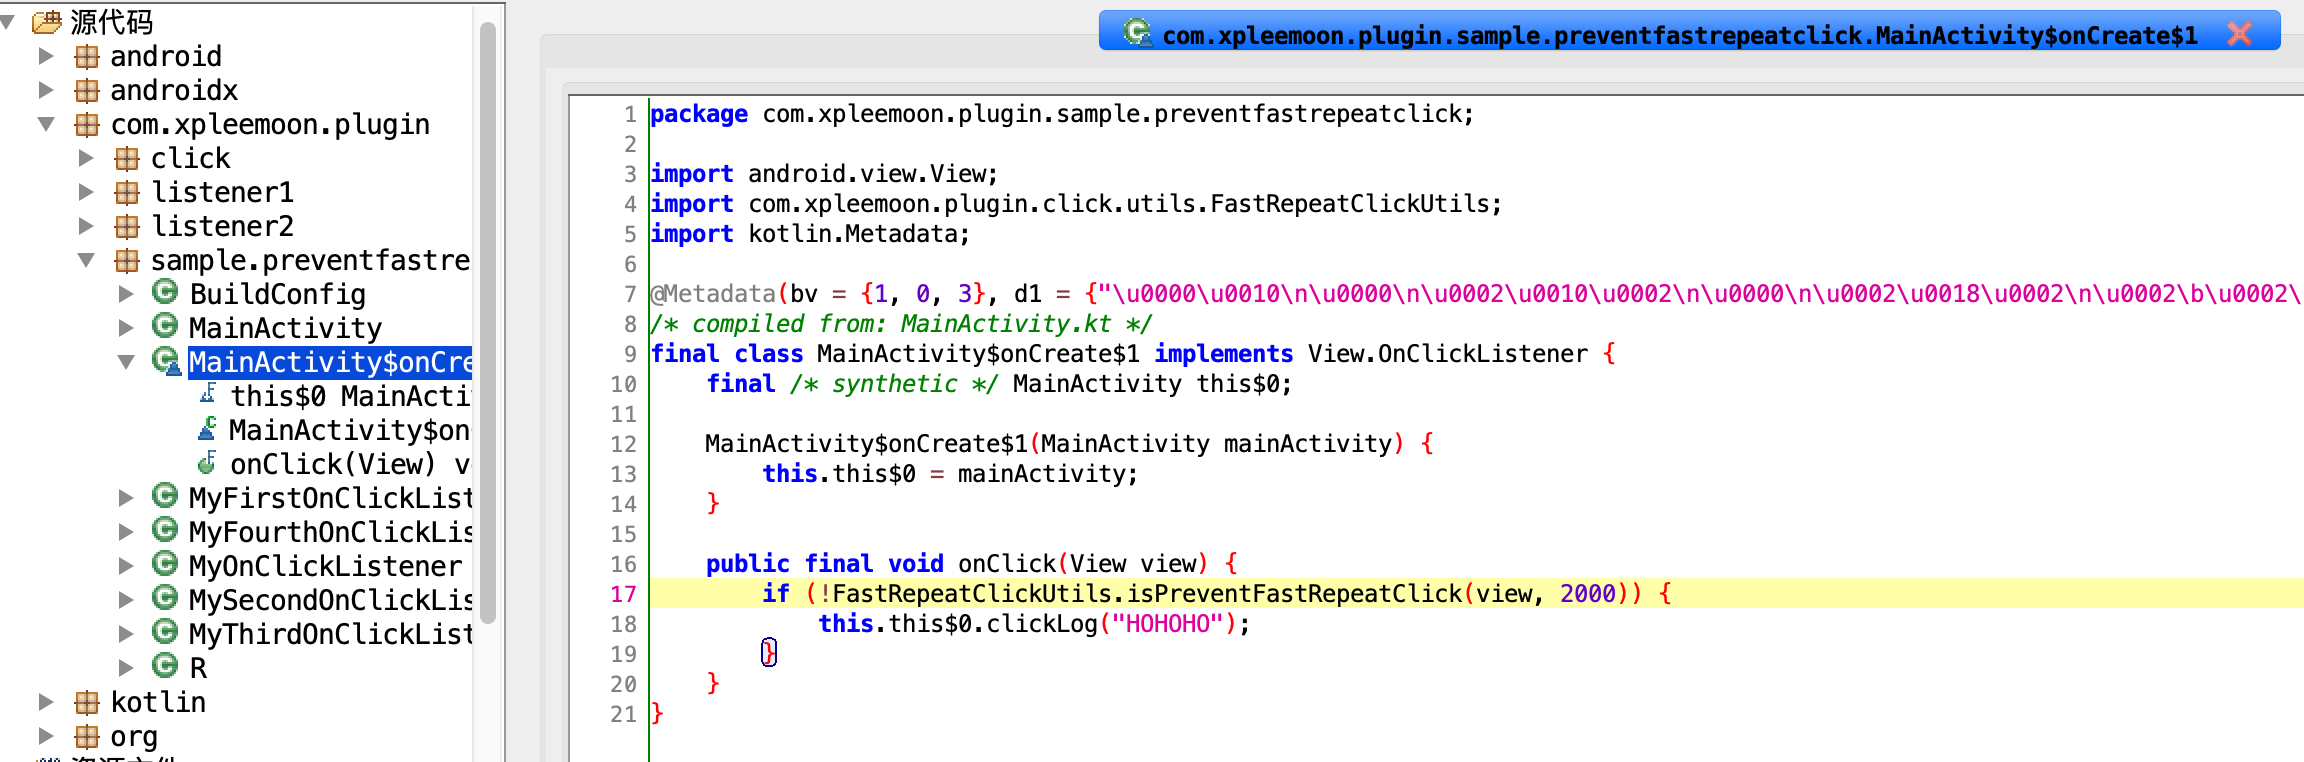 源代码
android
androidx
com.xpleemoon.plugin
click
listener1
listener2
sample.preventfastre
BuildConfig
MainActivity
MainActivity$onCre
this$0 MainActi
MainActivity$on
onClick(View) v
MyFirstOnClickList
MyFourthOnClickLis
MyOnClickListener
MySecondOnClickLis
MyThirdOnClickList
R
kotlin
org
资源文件
com.xpleemoon.plugin.sample.preventfastrepeatclick.MainActivity$onCreate$1
1 package com.xpleemoon.plugin.sample.preventfastrepeatclick;
2
3 import android.view.View;
4 import com.xpleemoon.plugin.click.utils.FastRepeatClickUtils;
5 import kotlin.Metadata;
6
7 @Metadata(bv = {1, 0, 3}, d1 = {"\u0000\u0010\n\u0000\n\u0002\u0010\u0002\n\u0000\n\u0002\u0018\u0002\n\u0002\b\u0002\
8 /* compiled from: MainActivity.kt */
9 final class MainActivity$onCreate$1 implements View.OnClickListener {
10 final /* synthetic */ MainActivity this$0;
11
12 MainActivity$onCreate$1(MainActivity mainActivity) {
13 this.this$0 = mainActivity;
14 }
15
16 public final void onClick(View view) {
17 if (!FastRepeatClickUtils.isPreventFastRepeatClick(view, 2000)) {
18 this.this$0.clickLog("HOHOHO");
19 }
20 }
21 }